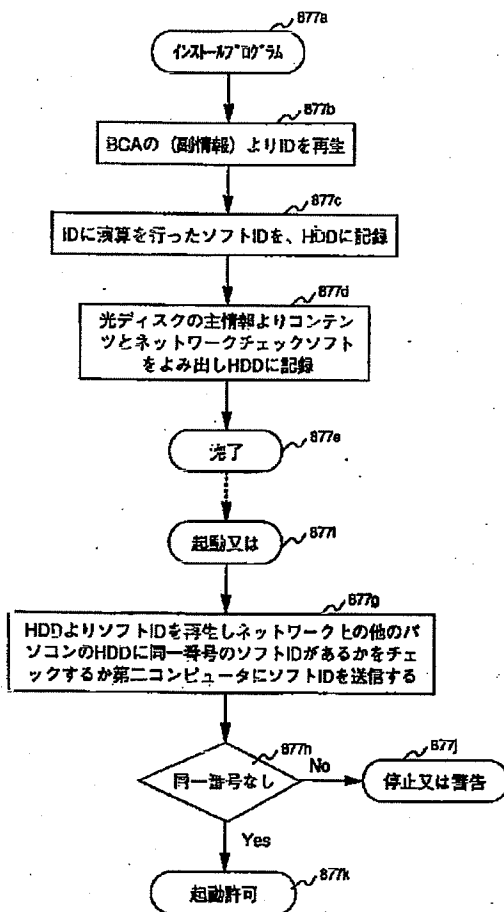 877a
インストールプログラム
877b
BCAの（副情報）よりIDを再生
877c
IDに演算を行ったソフトIDを、HDDに記録
877d
光ディスクの主情報よりコンテン
ツとネットワークチェックソフト
をよみ出しHDDに記録
877e
完了
877f
起動又は
877g
HDDよりソフトIDを再生しネットワーク上の他のパ
ソコンのHDDに同一番号のソフトIDがあるかをチェ
ックするか第二コンピュータにソフトIDを送信する
877h
同一番号なし
No
877j
停止又は警告
Yes
877k
起動許可